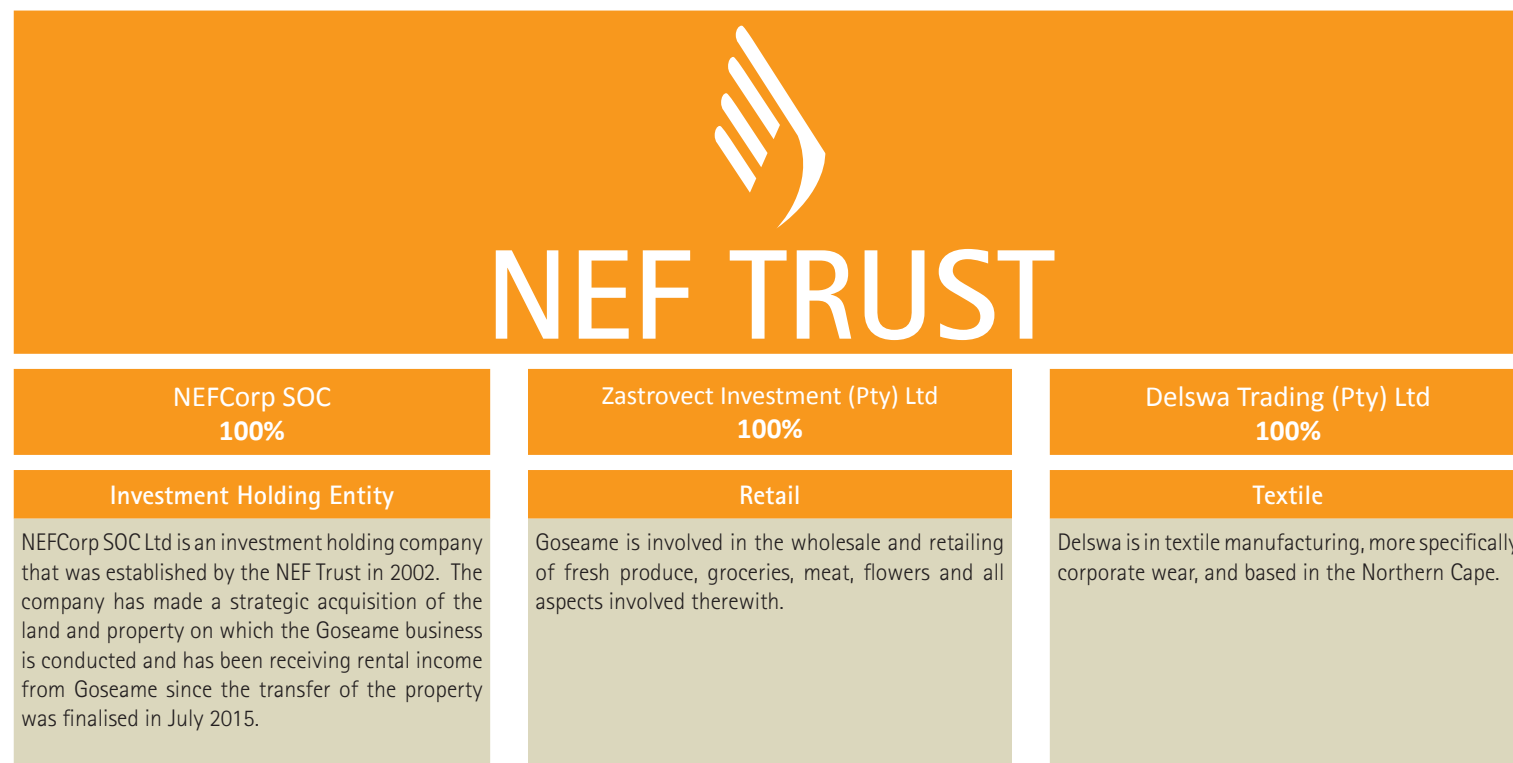 NEF TRUST
NEFCorp SOC
100%
Investment Holding Entity
NEFCorp SOC Ltd is an investment holding company
that was established by the NEF Trust in 2002. The
company has made a strategic acquisition of the
land and property on which the Goseame business
is conducted and has been receiving rental income
from Goseame since the transfer of the property
was finalised in July 2015.
Zastrovect Investment (Pty) Ltd
100%
Retail
Goseame is involved in the wholesale and retailing
of fresh produce, groceries, meat, flowers and all
aspects involved therewith.
Delswa Trading (Pty) Ltd
100%
Textile
Delswa is in textile manufacturing, more specifically
corporate wear, and based in the Northern Cape.